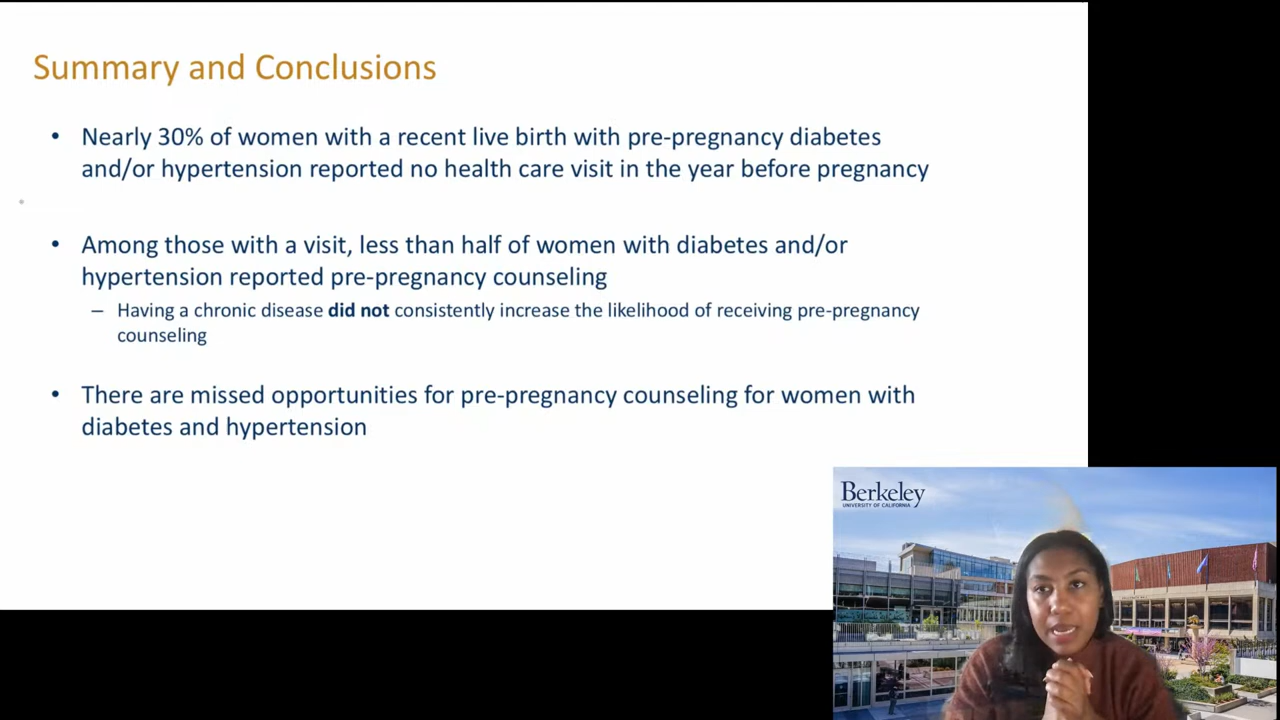 Summary and Conclusions
• Nearly 30% of women with a recent live birth with pre-pregnancy diabetes
and/or hypertension reported no health care visit in the year before pregnancy
• Among those with a visit, less than half of women with diabetes and/or
hypertension reported pre-pregnancy counseling
– Having a chronic disease did not consistently increase the likelihood of receiving pre-pregnancy
counseling
• There are missed opportunities for pre-pregnancy counseling for women with
diabetes and hypertension
Berkeley
UNIVERSITY OF CALIFORNIA